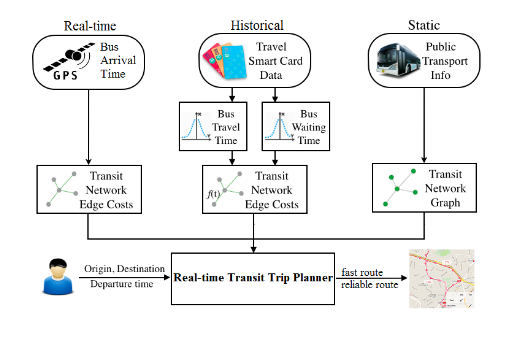 Real-time
Historical
Static
GPS
Bus
Arrival
Time
Travel
Smart Card
Data
Public
Transport
Info
Bus
Travel
Time
Bus
Waiting
Time
Transit
Network
Edge Costs
f(t)
Transit
Network
Edge Costs
Transit
Network
Graph
Origin, Destination
Departure time
Real-time Transit Trip Planner
fast route
reliable route